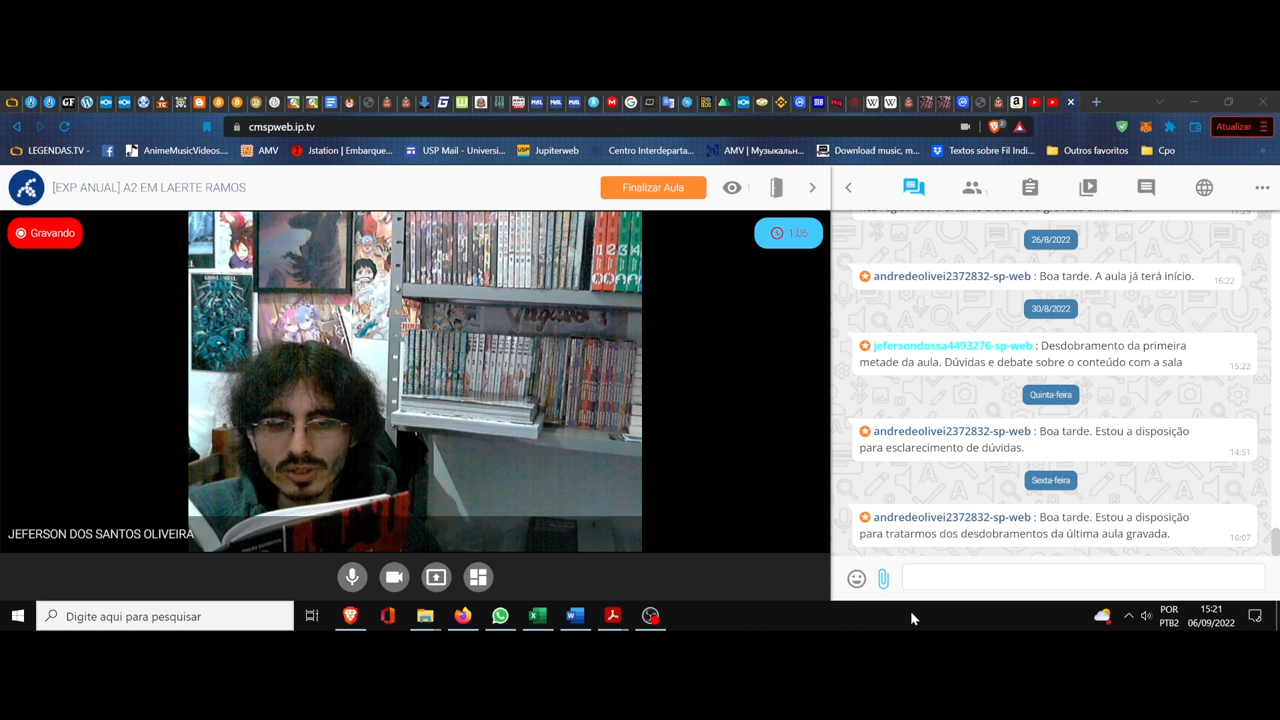 cmspweb.ip.tv
Atualizar
LEGENDAS.TV -
AnimeMusicVideos....
AMV
Jstation | Embarque...
USP Mail - Universi...
Jupiterweb
Centro Interdeparta...
AMV | Музыкальн...
Download music, m...
Textos sobre Fil Indi...
Outros favoritos
Cpo
[EXP ANUAL] A2 EM LAERTE RAMOS
Finalizar Aula
1
1
Gravando
1:06
26/8/2022
andredeolivei2372832-sp-web : Boa tarde. A aula já terá início.
16:22
30/8/2022
jefersondossa4493276-sp-web : Desdobramento da primeira
metade da aula. Dúvidas e debate sobre o conteúdo com a sala
15:22
Quinta-feira
andredeolivei2372832-sp-web : Boa tarde. Estou a disposição
para esclarecimento de dúvidas.
14:51
Sexta-feira
andredeolivei2372832-sp-web : Boa tarde. Estou a disposição
para tratarmos dos desdobramentos da última aula gravada.
16:07
JEFERSON DOS SANTOS OLIVEIRA
Digite aqui para pesquisar
POR
PTB2
15:21
06/09/2022